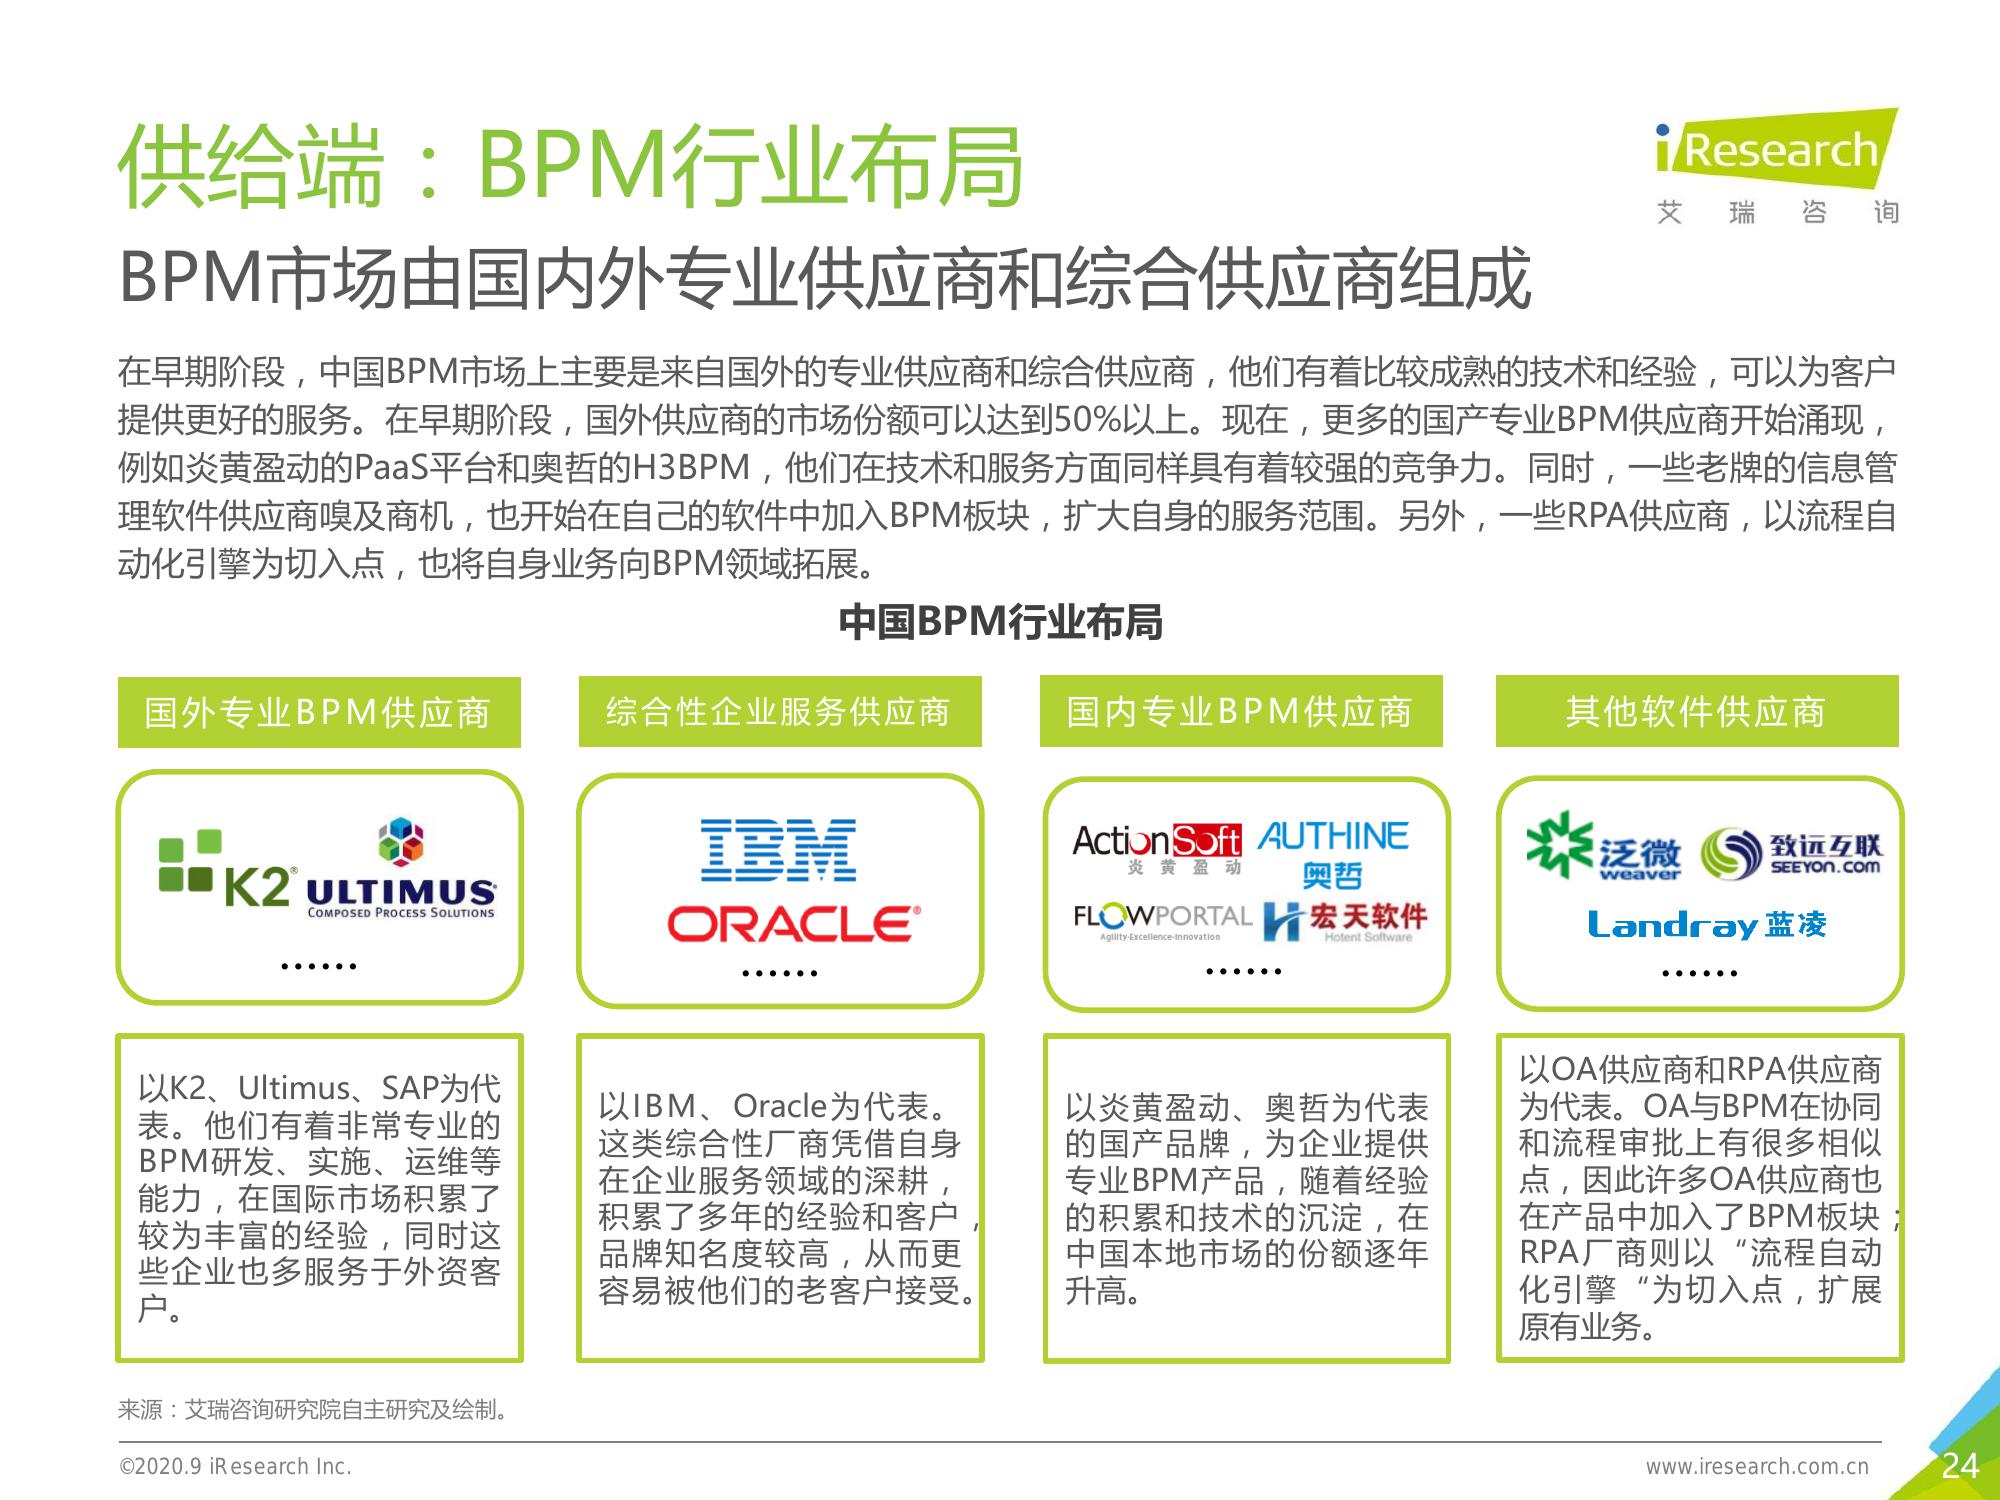 供给端：BPM行业布局
iResearch
艾瑞咨询
BPM市场由国内外专业供应商和综合供应商组成
在早期阶段，中国BPM市场上主要是来自国外的专业供应商和综合供应商，他们有着比较成熟的技术和经验，可以为客户
提供更好的服务。在早期阶段，国外供应商的市场份额可以达到50%以上。现在，更多的国产专业BPM供应商开始涌现，
例如炎黄盈动的PaaS平台和奥哲的H3BPM，他们在技术和服务方面同样具有着较强的竞争力。同时，一些老牌的信息管
理软件供应商嗅及商机，也开始在自己的软件中加入BPM板块，扩大自身的服务范围。另外，一些RPA供应商，以流程自
动化引擎为切入点，也将自身业务向BPM领域拓展。
中国BPM行业布局
国外专业BPM供应商
K2®
ULTIMUS
COMPOSED PROCESS SOLUTIONS
......
以K2、Ultimus、SAP为代
表。他们有着非常专业的
BPM研发、实施、运维等
能力，在国际市场积累了
较为丰富的经验，同时这
些企业也多服务于外资客
户。
综合性企业服务供应商
IBM
ORACLE®
......
以IBM、Oracle为代表。
这类综合性厂商凭借自身
在企业服务领域的深耕，
积累了多年的经验和客户，
品牌知名度较高，从而更
容易被他们的老客户接受。
国内专业BPM供应商
ActionSoft
炎黄盈动
AUTHINE
奥哲
FLOWPORTAL
Agility-Excellence-Innovation
宏天软件
Hotent Software
......
以炎黄盈动、奥哲为代表
的国产品牌，为企业提供
专业BPM产品，随着经验
的积累和技术的沉淀，在
中国本地市场的份额逐年
升高。
其他软件供应商
泛微
weaver
致远互联
SEEYON.COM
Landray 蓝凌
......
以OA供应商和RPA供应商
为代表。OA与BPM在协同
和流程审批上有很多相似
点，因此许多OA供应商也
在产品中加入了BPM板块；
RPA厂商则以“流程自动
化引擎“为切入点，扩展
原有业务。
来源：艾瑞咨询研究院自主研究及绘制。
©2020.9 iResearch Inc.
www.iresearch.com.cn
24